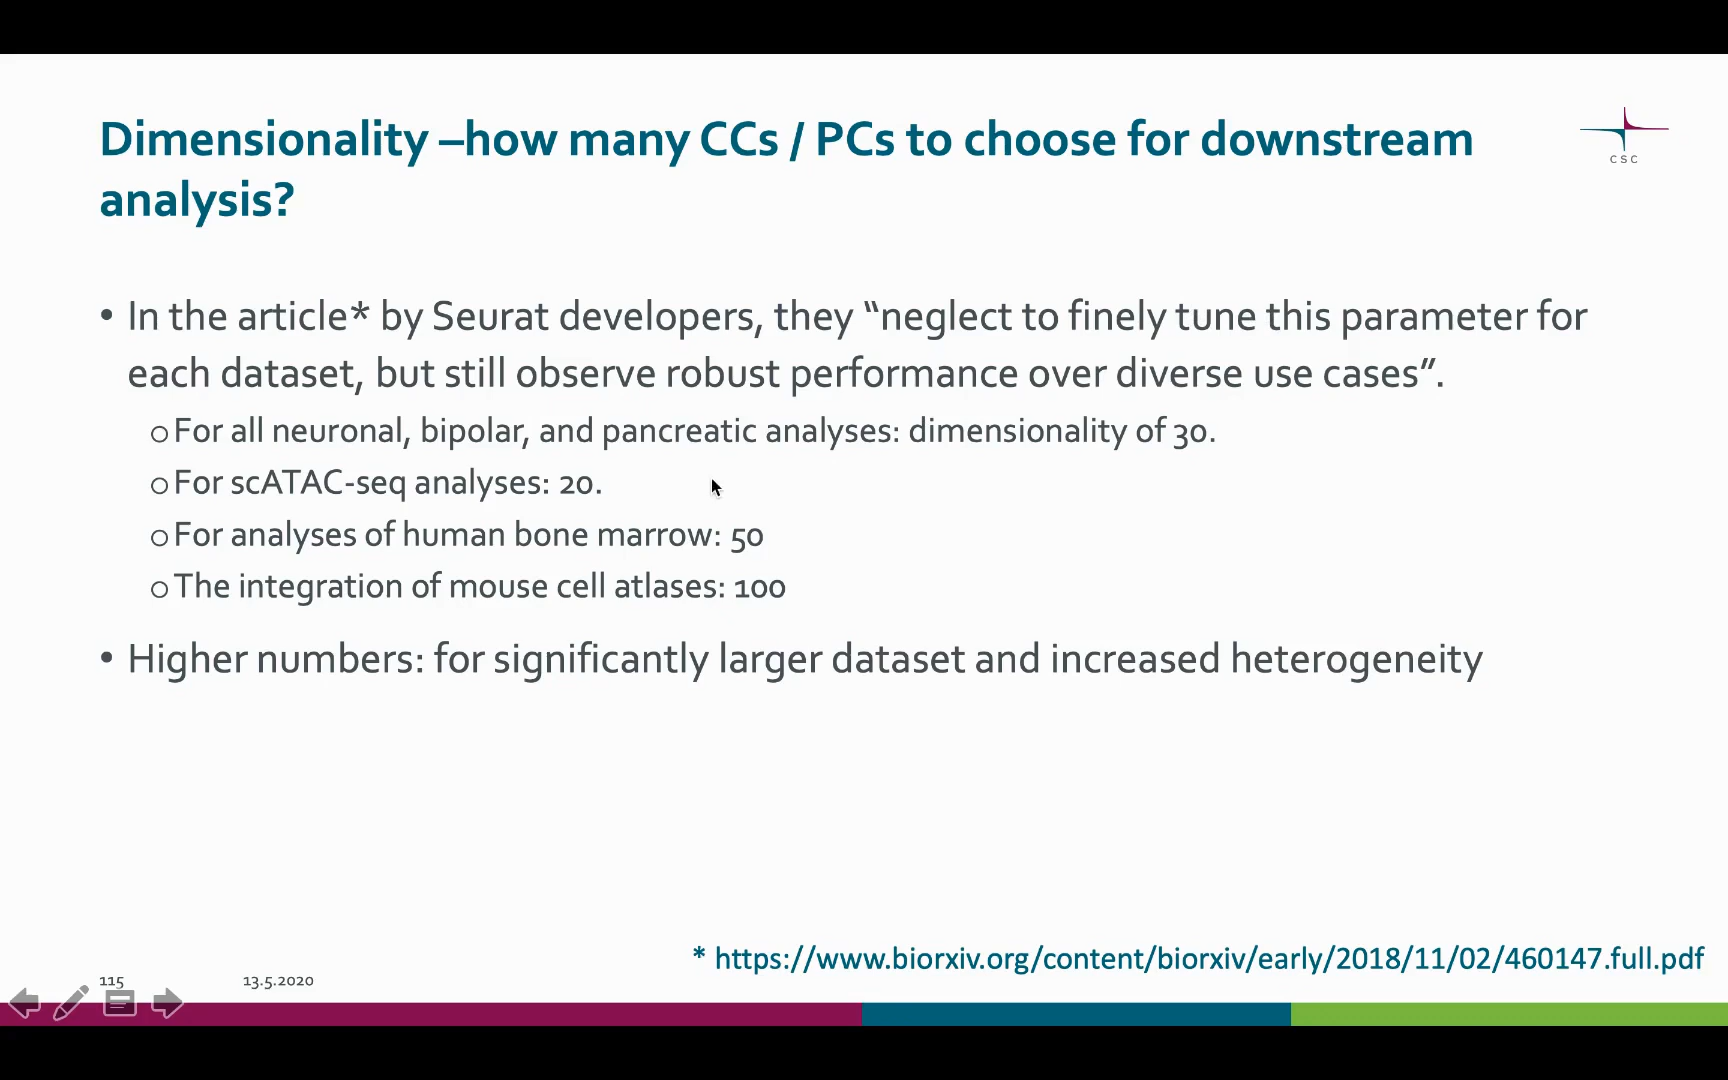 Dimensionality –how many CCs / PCs to choose for downstream
analysis?
CSC
• In the article* by Seurat developers, they “neglect to finely tune this parameter for
each dataset, but still observe robust performance over diverse use cases”.
o For all neuronal, bipolar, and pancreatic analyses: dimensionality of 30.
o For scATAC-seq analyses: 20.
o For analyses of human bone marrow: 50
o The integration of mouse cell atlases: 100
• Higher numbers: for significantly larger dataset and increased heterogeneity
* https://www.biorxiv.org/content/biorxiv/early/2018/11/02/460147.full.pdf
115 13.5.2020